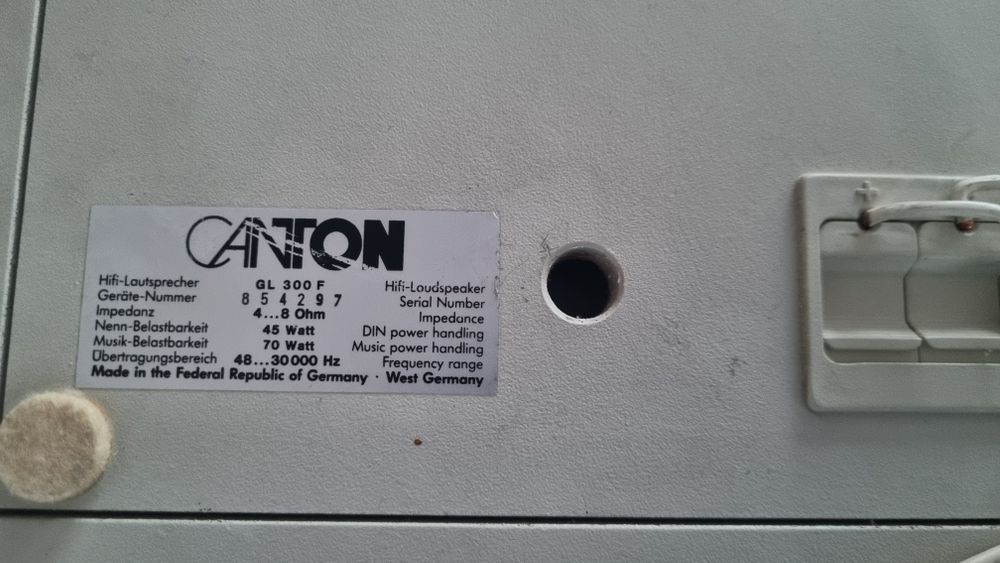 CANTON
Hifi-Lautsprecher GL 300 F Hifi-Loudspeaker
Geräte-Nummer 854297 Serial Number
Impedanz 4...8 Ohm Impedance
Nenn-Belastbarkeit 45 Watt DIN power handling
Musik-Belastbarkeit 70 Watt Music power handling
Übertragungsbereich 48...30000 Hz Frequency range
Made in the Federal Republic of Germany · West Germany
+